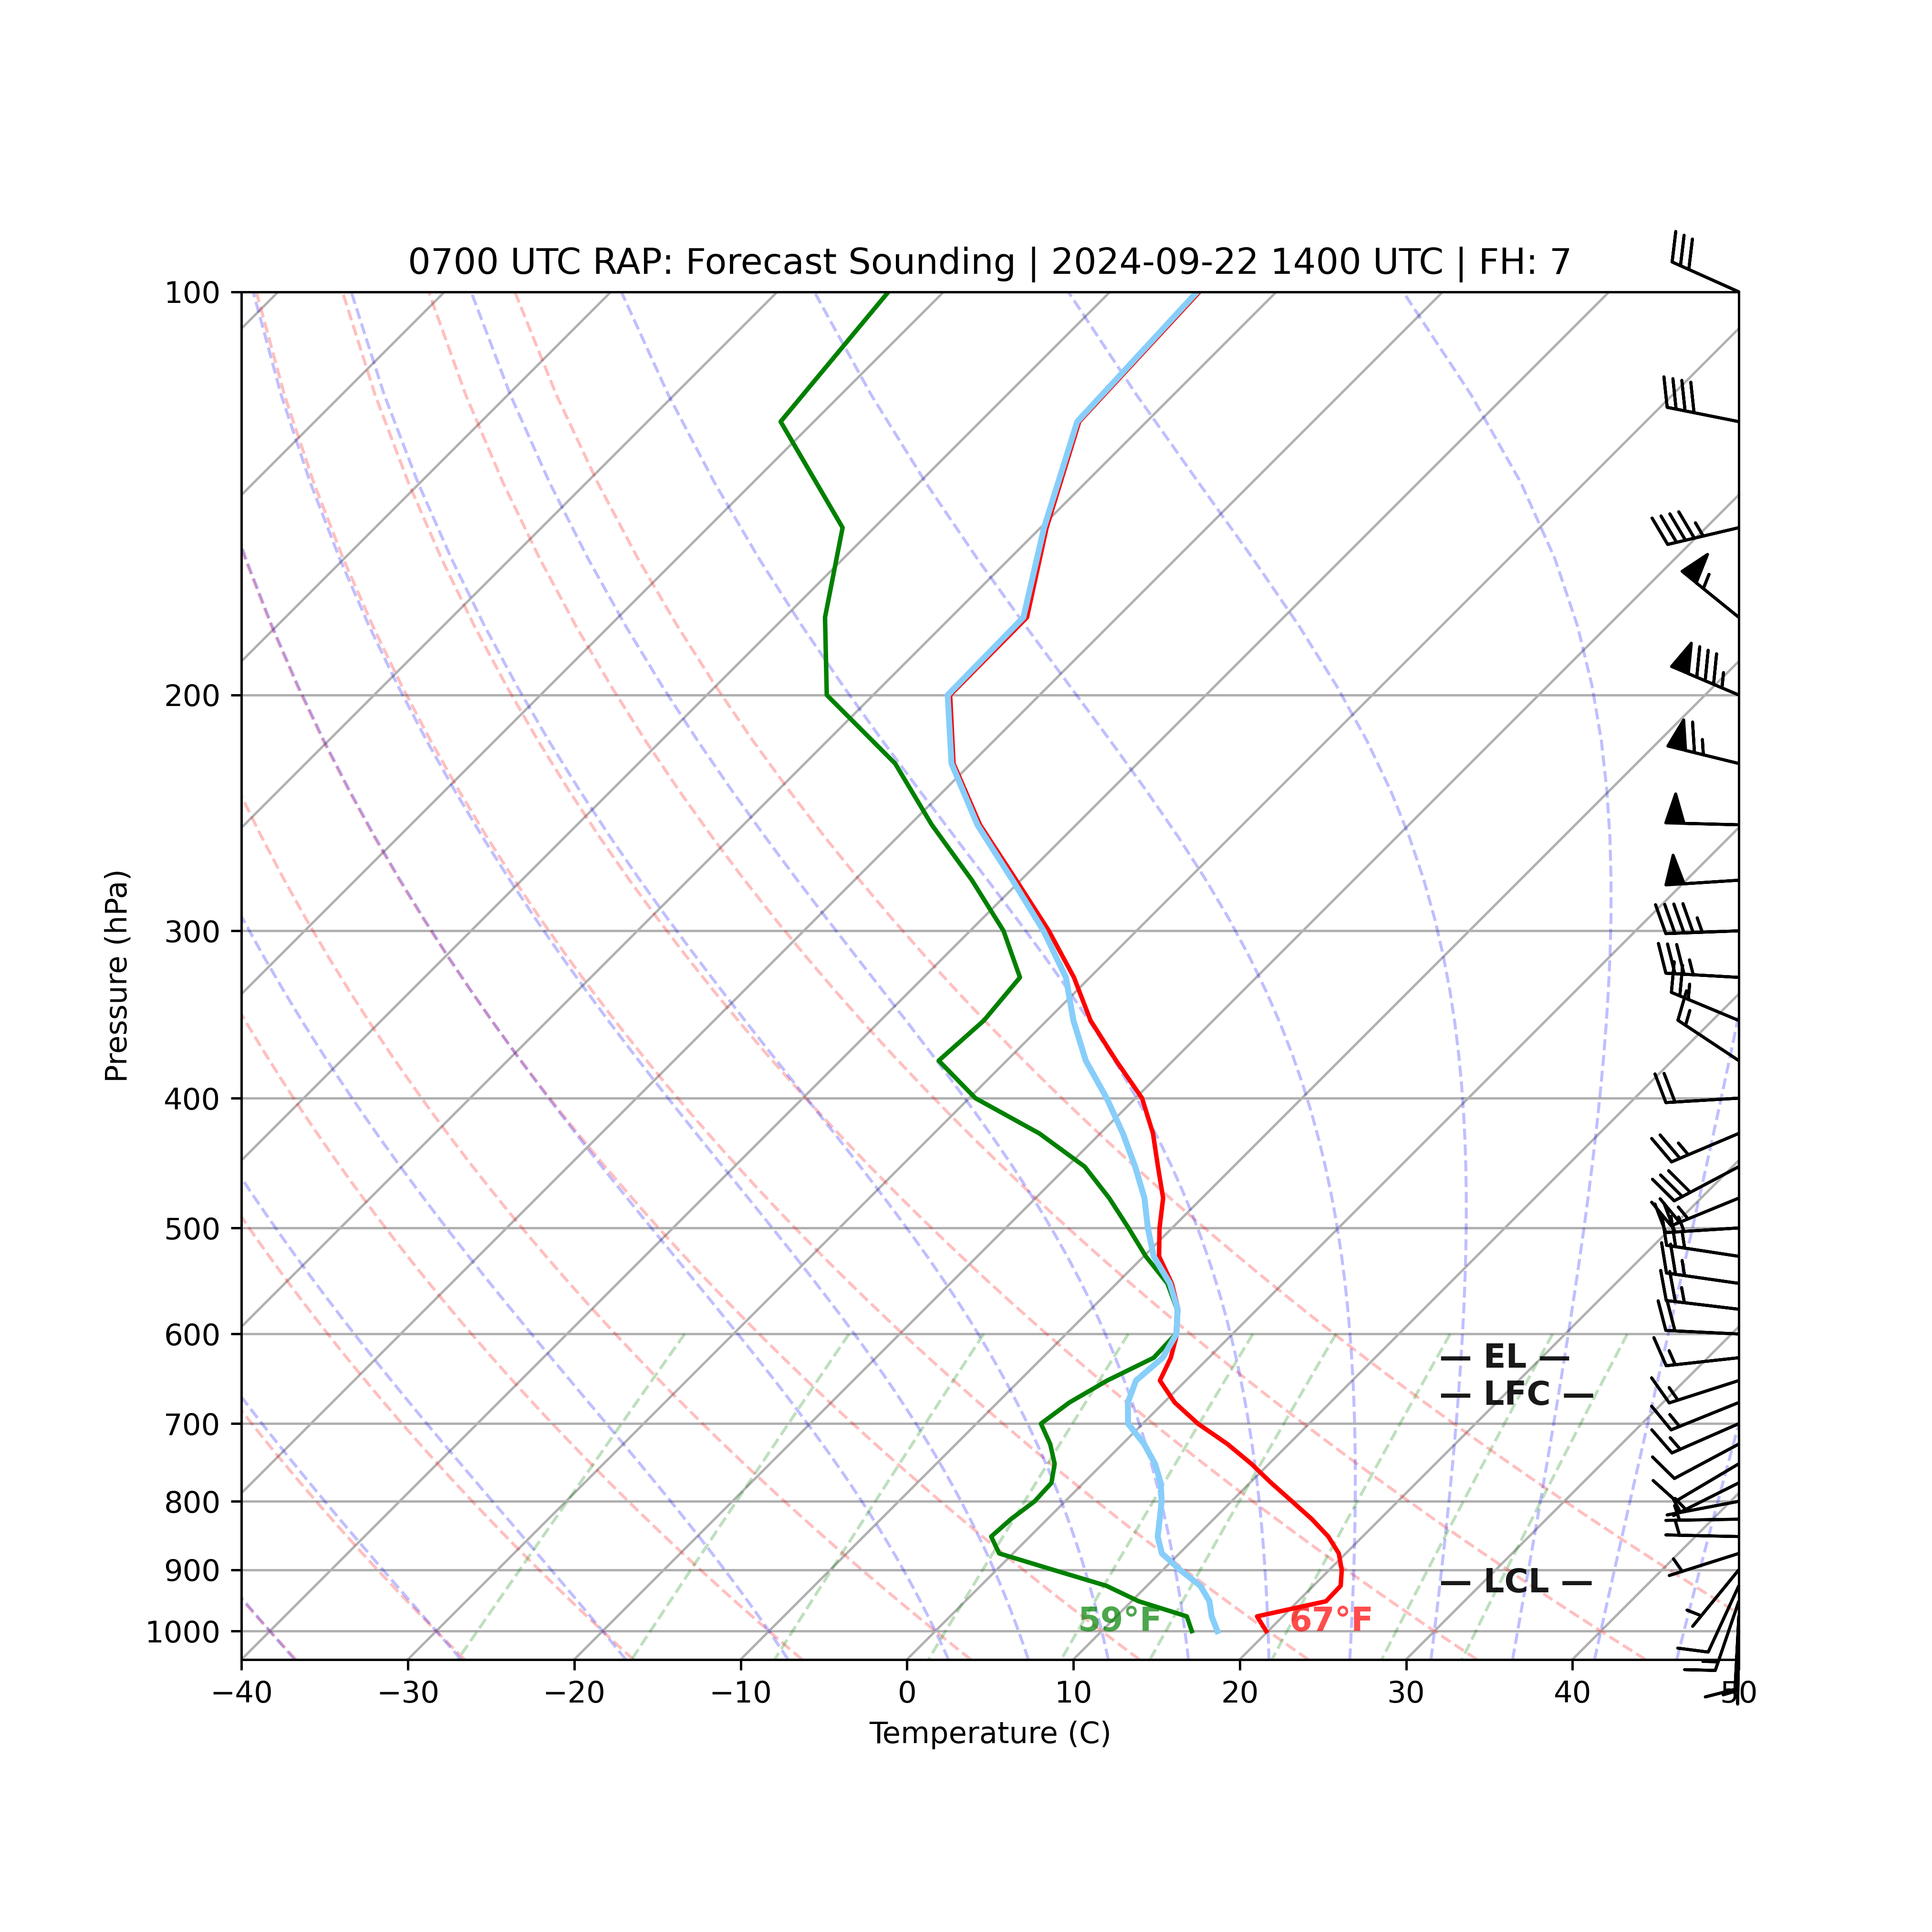 0700 UTC RAP: Forecast Sounding | 2024-09-22 1400 UTC | FH: 7
100
200
300
400
500
600
700
800
900
1000
Pressure (hPa)
— EL —
— LFC —
— LCL —
59°F 67°F
−40 −30 −20 −10 0 10 20 30 40 50
Temperature (C)